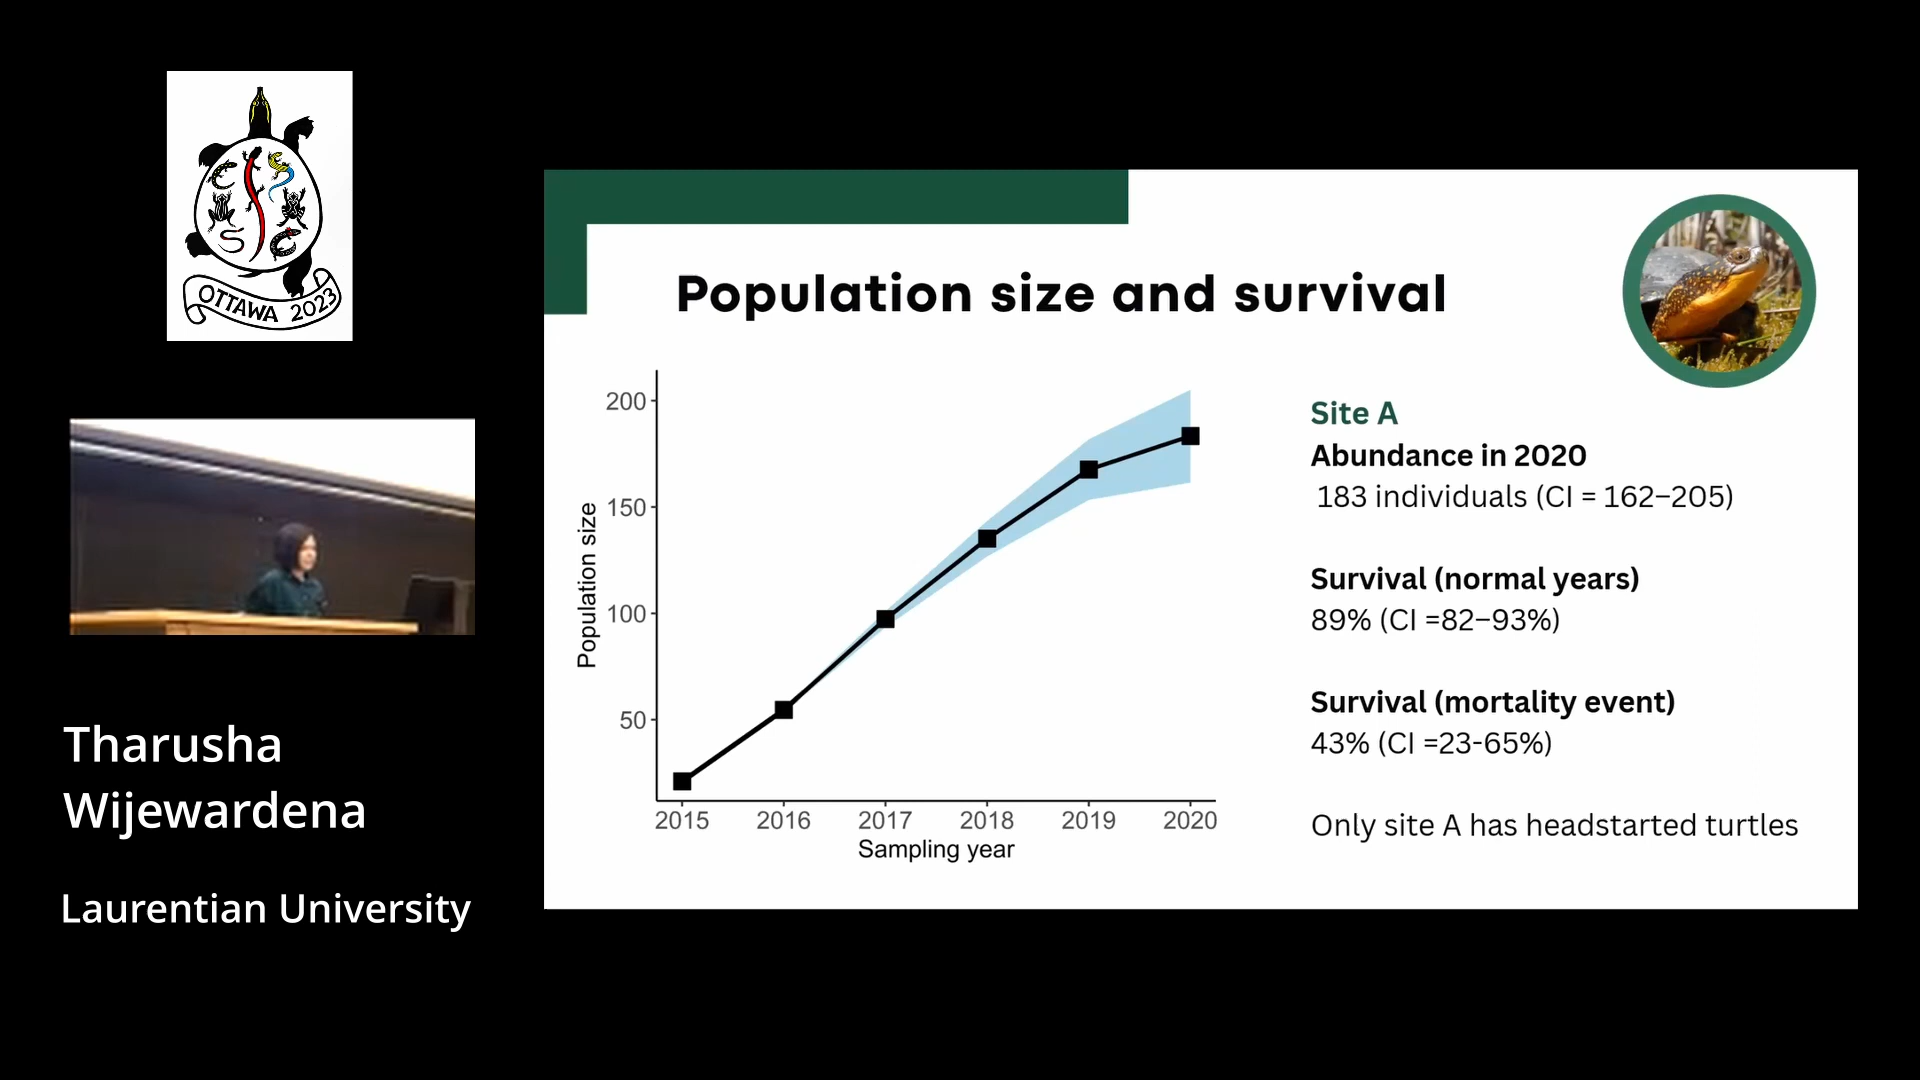 OTTAWA 2023
Tharusha
Wijewardena
Laurentian University
Population size and survival
200
150
100
50
Population size
2015 2016 2017 2018 2019 2020
Sampling year
Site A
Abundance in 2020
183 individuals (CI = 162–205)
Survival (normal years)
89% (CI =82–93%)
Survival (mortality event)
43% (CI =23-65%)
Only site A has headstarted turtles